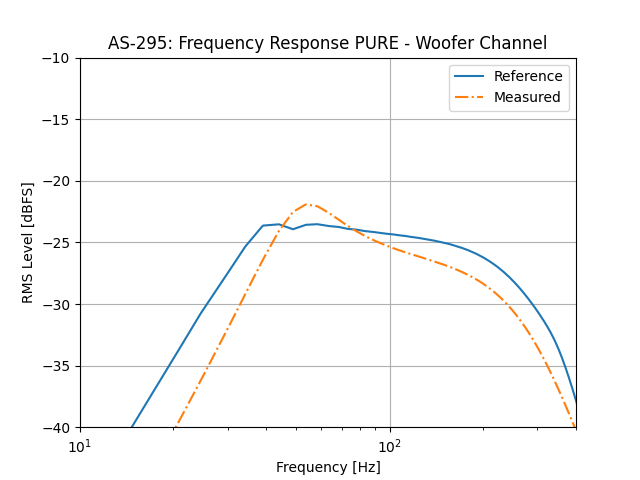 AS-295: Frequency Response PURE - Woofer Channel
Reference
Measured
RMS Level [dBFS]
−10
−15
−20
−25
−30
−35
−40
10¹
10²
Frequency [Hz]